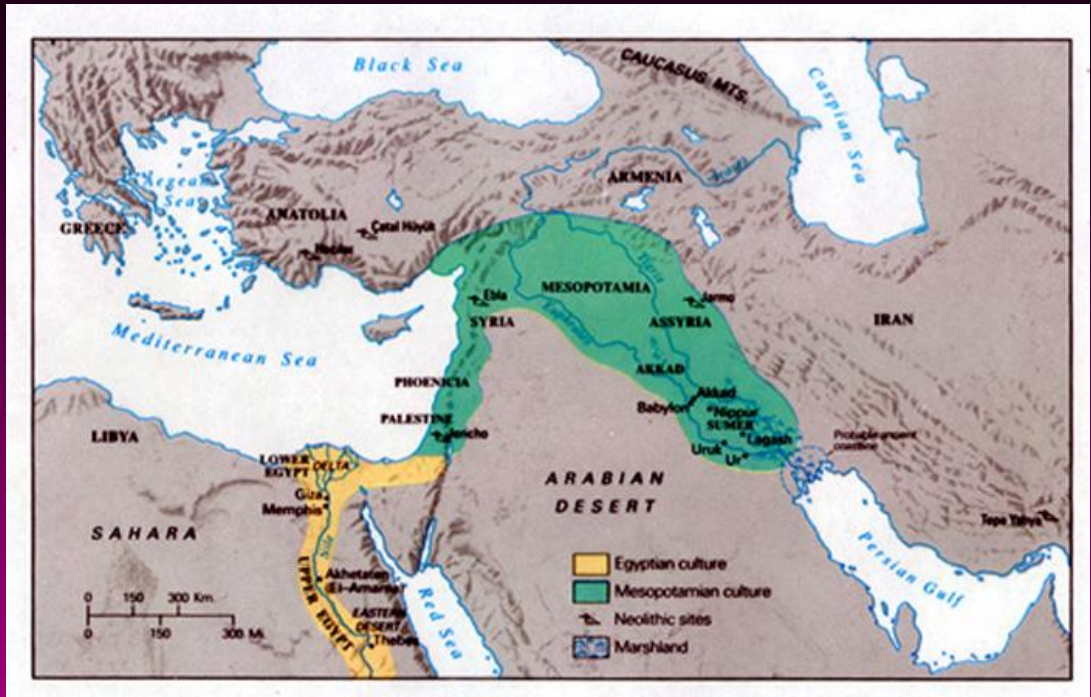 Black Sea
CAUCASUS MTS.
Caspian Sea
ARMENIA
Aegean
Sea
ANATOLIA
GREECE
Çatal Hüyük
Hacilar
Tigris
MESOPOTAMIA
Ebla
Jarmo
SYRIA
Euphrates
ASSYRIA
IRAN
Mediterranean Sea
AKKAD
PHOENICIA
Akkad
Babylon
Nippur
PALESTINE
SUMER
Jericho
Lagash
LIBYA
Uruk
Ur
Probable ancient
coastline
LOWER
EGYPT
DELTA
Giza
Memphis
ARABIAN
DESERT
SAHARA
Nile
Tepe Yahya
Persian Gulf
Akhetaten
(El-Amarna)
UPPER EGYPT
EASTERN
DESERT
Thebes
Red Sea
0 150 300 Km.
0 150 300 Mi.
Egyptian culture
Mesopotamian culture
Neolithic sites
Marshland